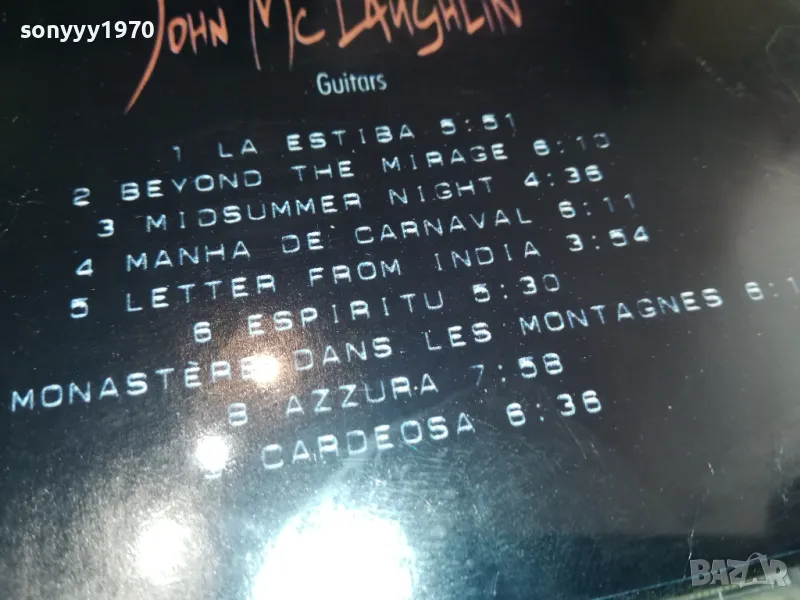 sonyyy1970
JOHN MCLAUGHLIN
Guitars
1 LA ESTIBA 5:51
2 BEYOND THE MIRAGE 6:10
3 MIDSUMMER NIGHT 4:36
4 MANHA DE CARNAVAL 6:11
5 LETTER FROM INDIA 3:54
6 ESPIRITU 5:30
MONASTÈRE DANS LES MONTAGNES
8 AZZURA 7:58
CARDEOSA 6:36
BAZAR